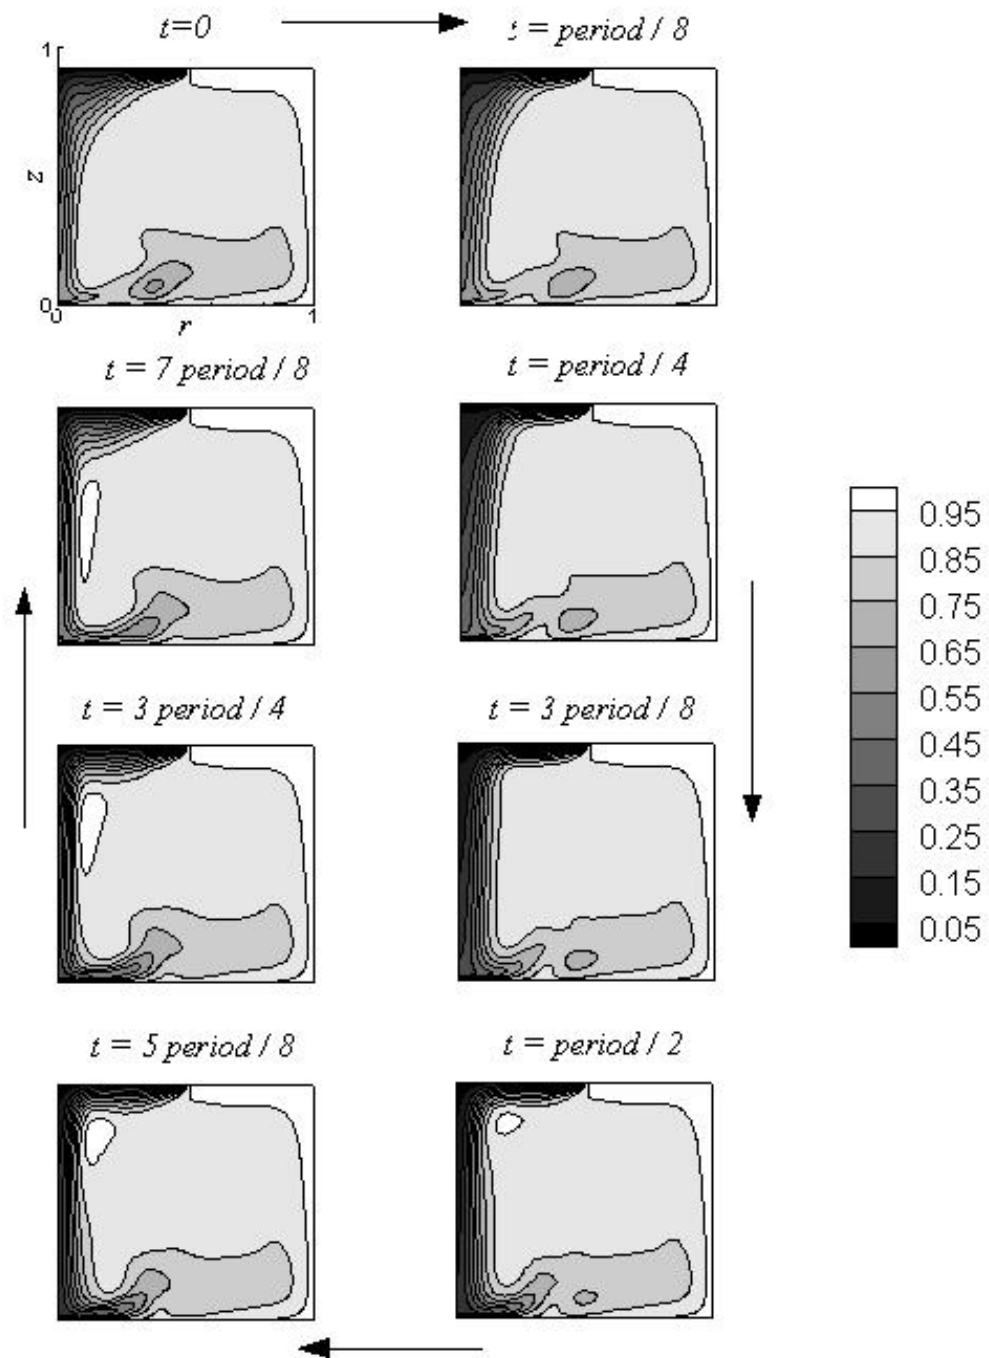 t=0
: = period / 8
1
z
0
0
r
1
t = 7 period / 8
t = period / 4
t = 3 period / 4
t = 3 period / 8
t = 5 period / 8
t = period / 2
0.95
0.85
0.75
0.65
0.55
0.45
0.35
0.25
0.15
0.05